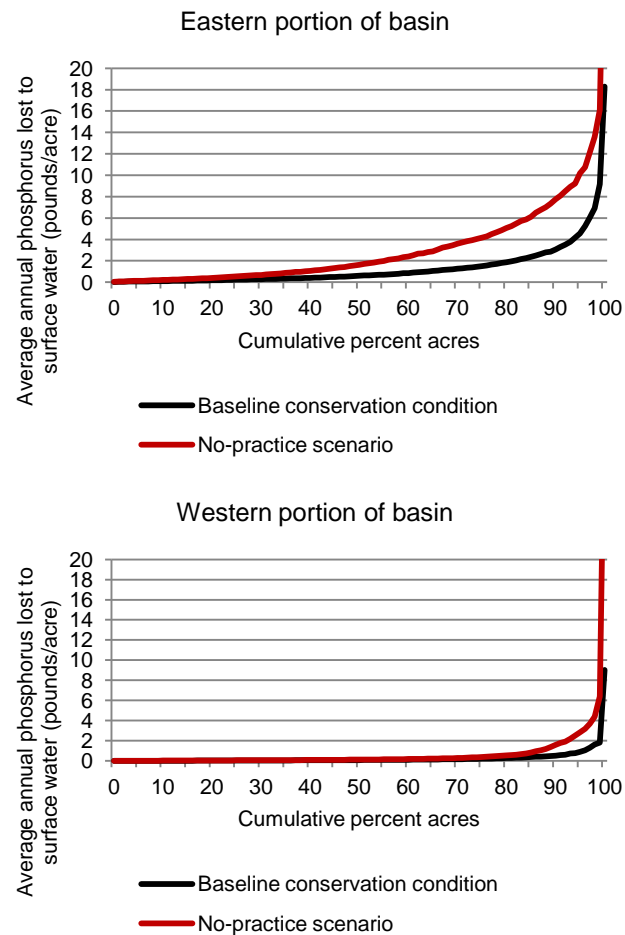 Eastern portion of basin
Average annual phosphorus lost to
surface water (pounds/acre)
20
18
16
14
12
10
8
6
4
2
0
0 10 20 30 40 50 60 70 80 90 100
Cumulative percent acres
Baseline conservation condition
No-practice scenario
Western portion of basin
Average annual phosphorus lost to
surface water (pounds/acre)
20
18
16
14
12
10
8
6
4
2
0
0 10 20 30 40 50 60 70 80 90 100
Cumulative percent acres
Baseline conservation condition
No-practice scenario